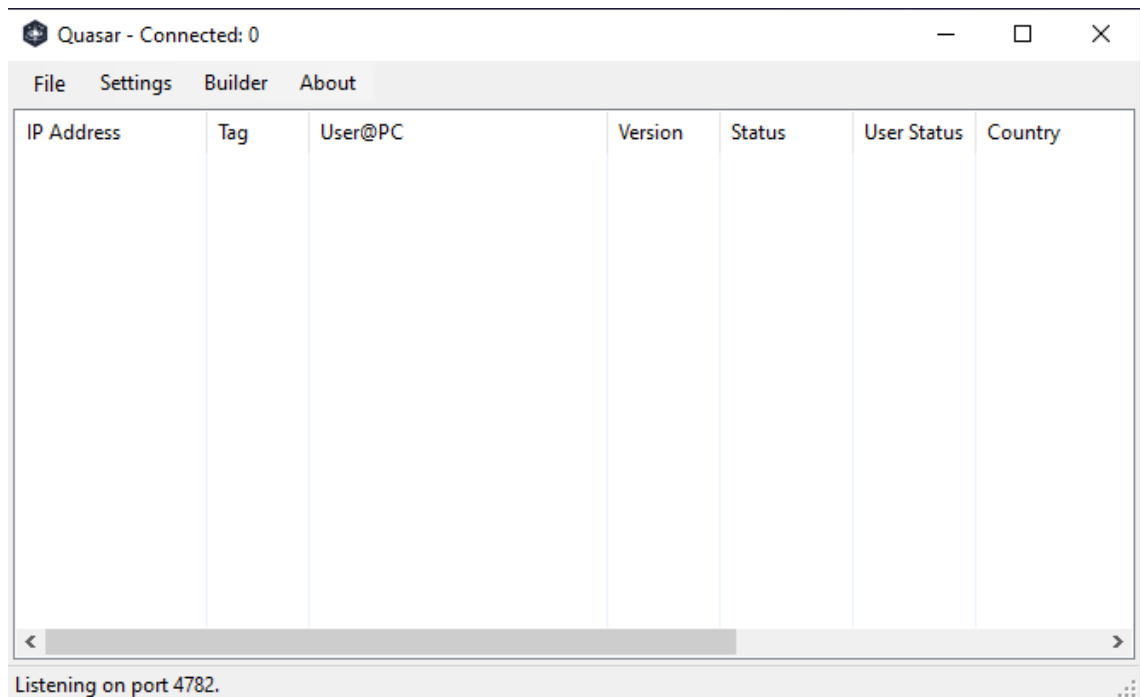 Quasar - Connected: 0
File Settings Builder About
IP Address Tag User@PC Version Status User Status Country
Listening on port 4782.